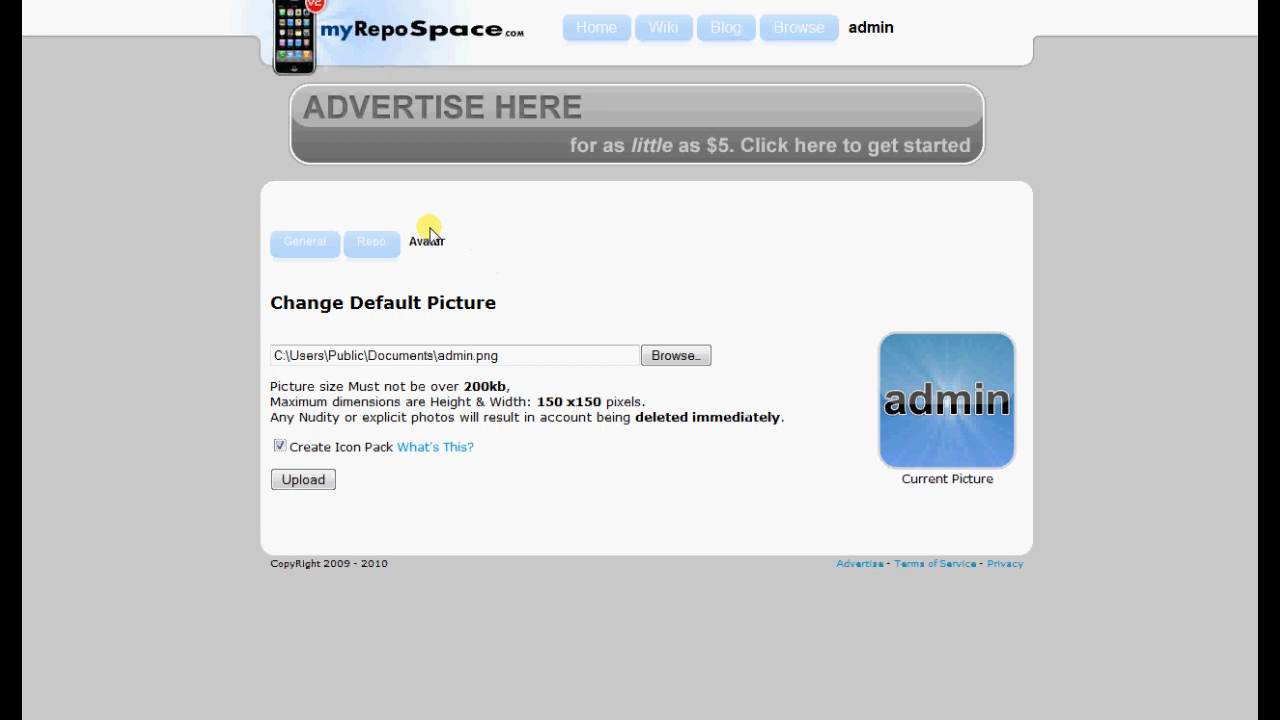 V2
myRepoSpace.com
Home Wiki Blog Browse admin
ADVERTISE HERE
for as little as $5. Click here to get started
General Repo Avatar
Change Default Picture
C:\Users\Public\Documents\admin.png Browse...
Picture size Must not be over 200kb,
Maximum dimensions are Height & Width: 150 x150 pixels.
Any Nudity or explicit photos will result in account being deleted immediately.
admin
Create Icon Pack What's This?
Upload
Current Picture
CopyRight 2009 - 2010
Advertise - Terms of Service - Privacy